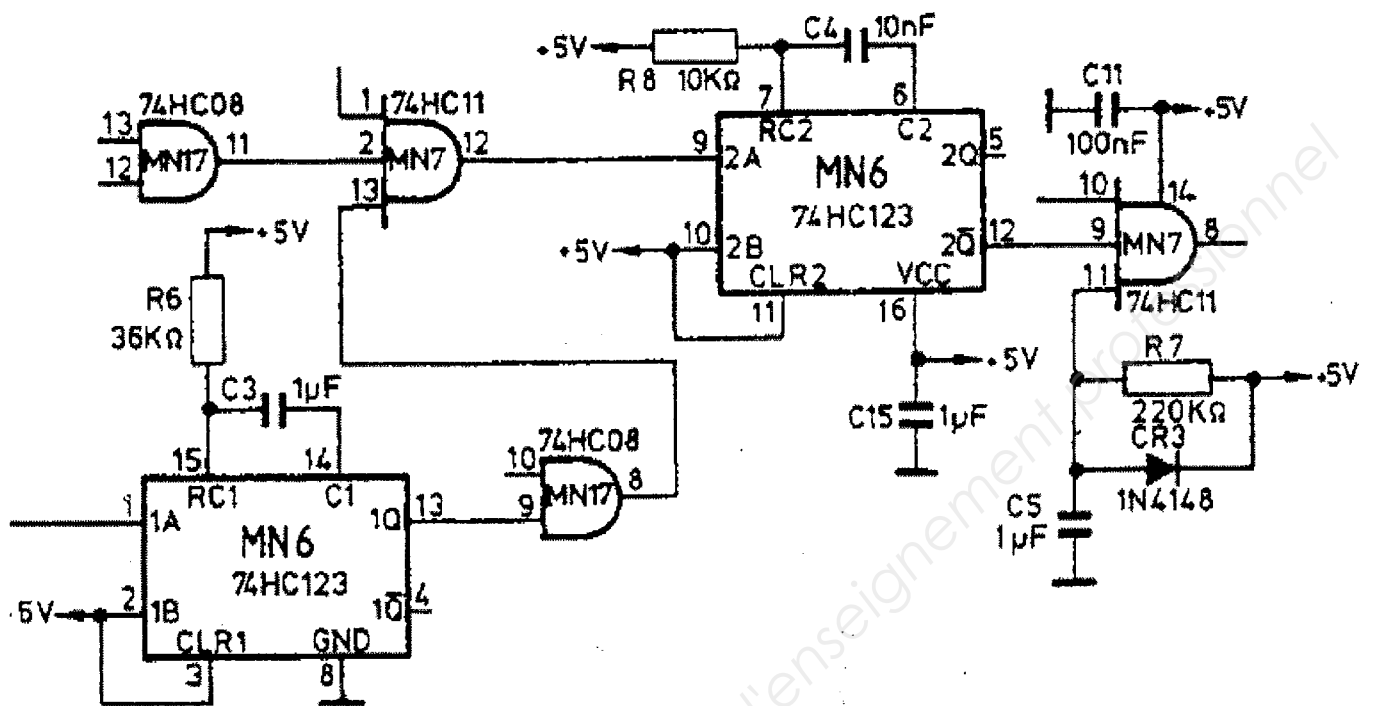 C4 10nF
+5V
R8 10KΩ
C11
+5V
100nF
1 74HC11
74HC08
13
12
MN17
11
2
MN7
12
13
7 6
RC2 C2
9
2A
2Q
5
MN6
74HC123
10
2B
2Q̅
12
+5V
CLR2 VCC
11 16
10
14
9
MN7
8
11
74HC11
+5V
R6
36KΩ
C3 1µF
+5V
C15 1µF
R7
+5V
220KΩ
CR3
1N4148
C5
1µF
15 14
RC1 C1
1
1A
1Q
13
MN6
74HC123
2
1B
1Q̅
4
+5V
CLR1 GND
3 8
74HC08
10
9
MN17
8
l'enseignement professionnel